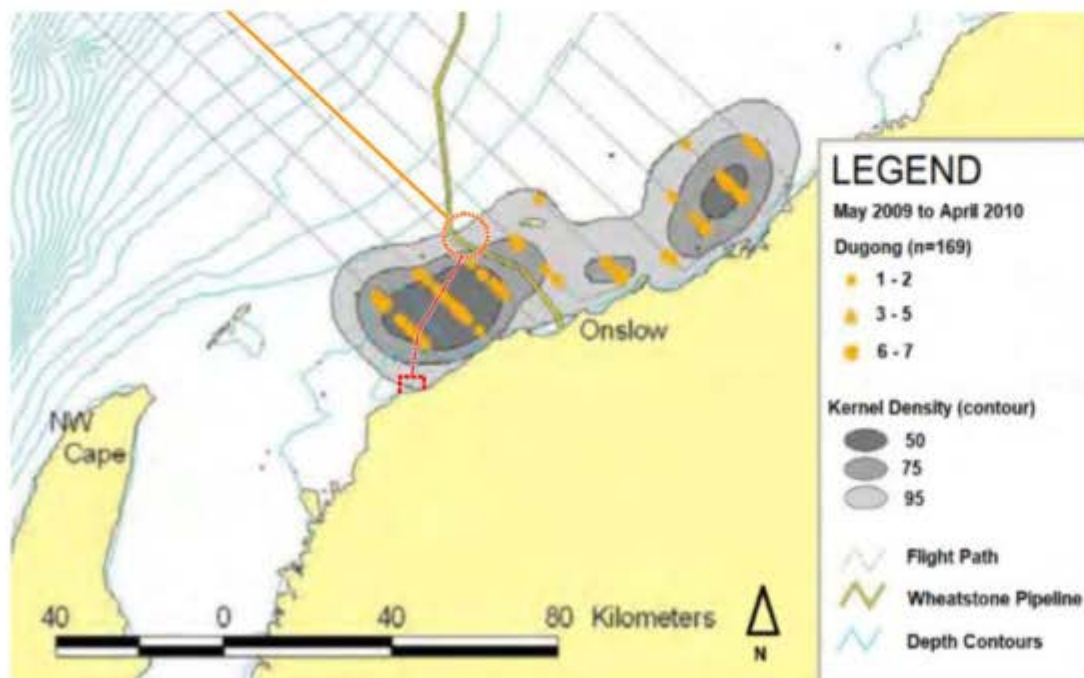 NW
Cape
Onslow
40 0 40 80 Kilometers
N
LEGEND
May 2009 to April 2010
Dugong (n=169)
1 - 2
3 - 5
6 - 7
Kernel Density (contour)
50
75
95
Flight Path
Wheatstone Pipeline
Depth Contours